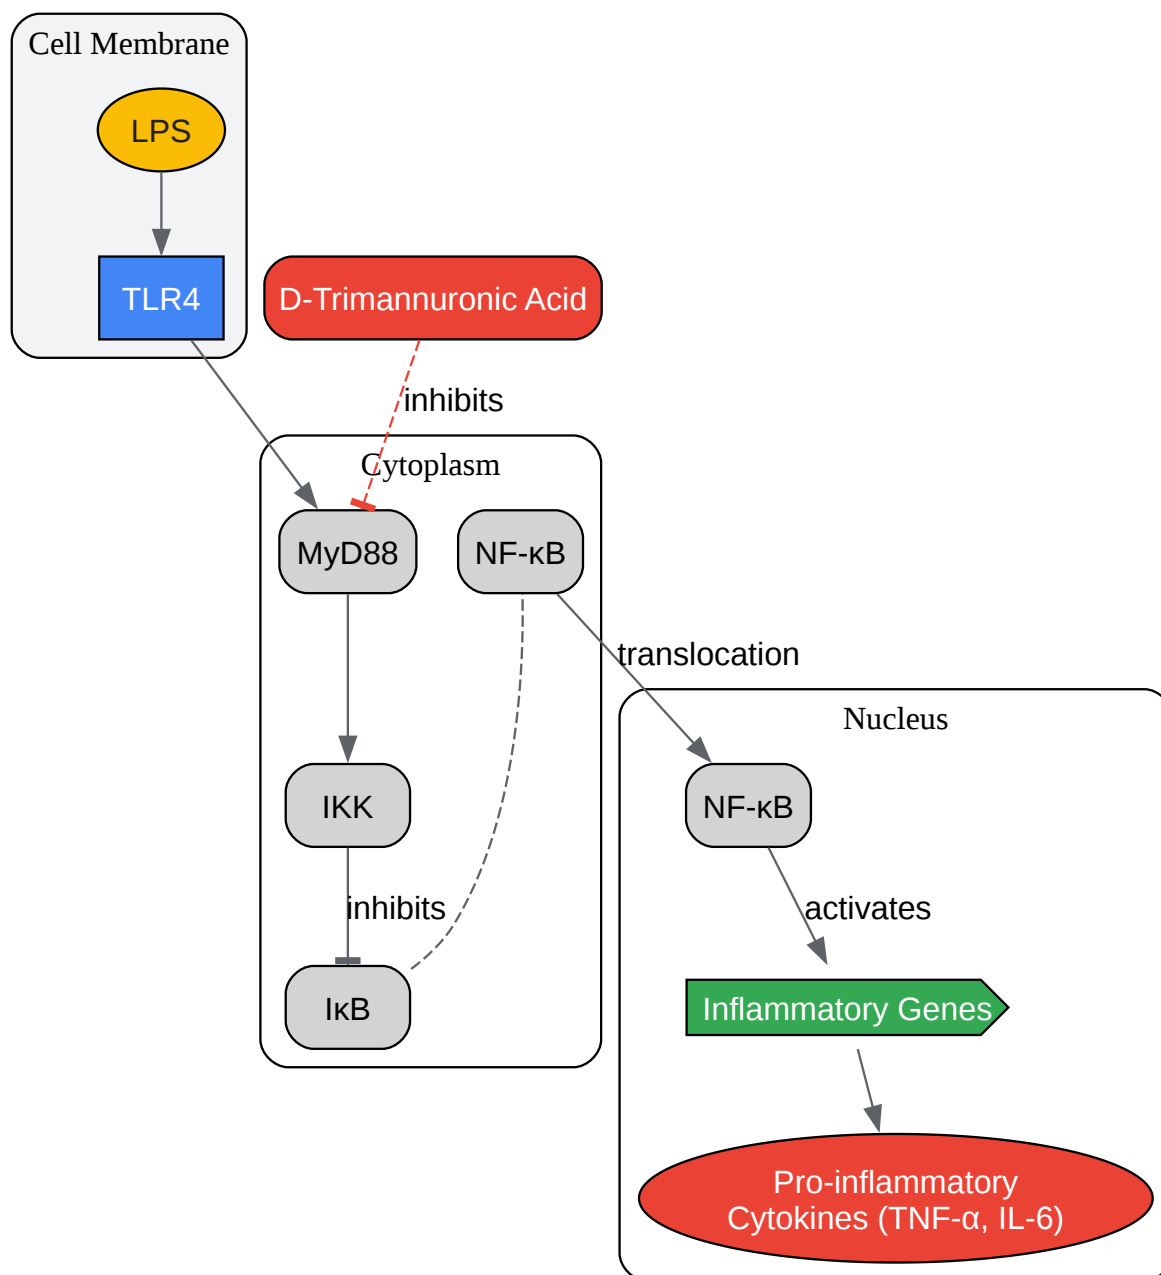 Cell Membrane
LPS
TLR4
D-Trimannuronic Acid
inhibits
Cytoplasm
MyD88
NF-κB
translocation
Nucleus
IKK
NF-κB
inhibits
activates
IκB
Inflammatory Genes
Pro-inflammatory
Cytokines (TNF-α, IL-6)